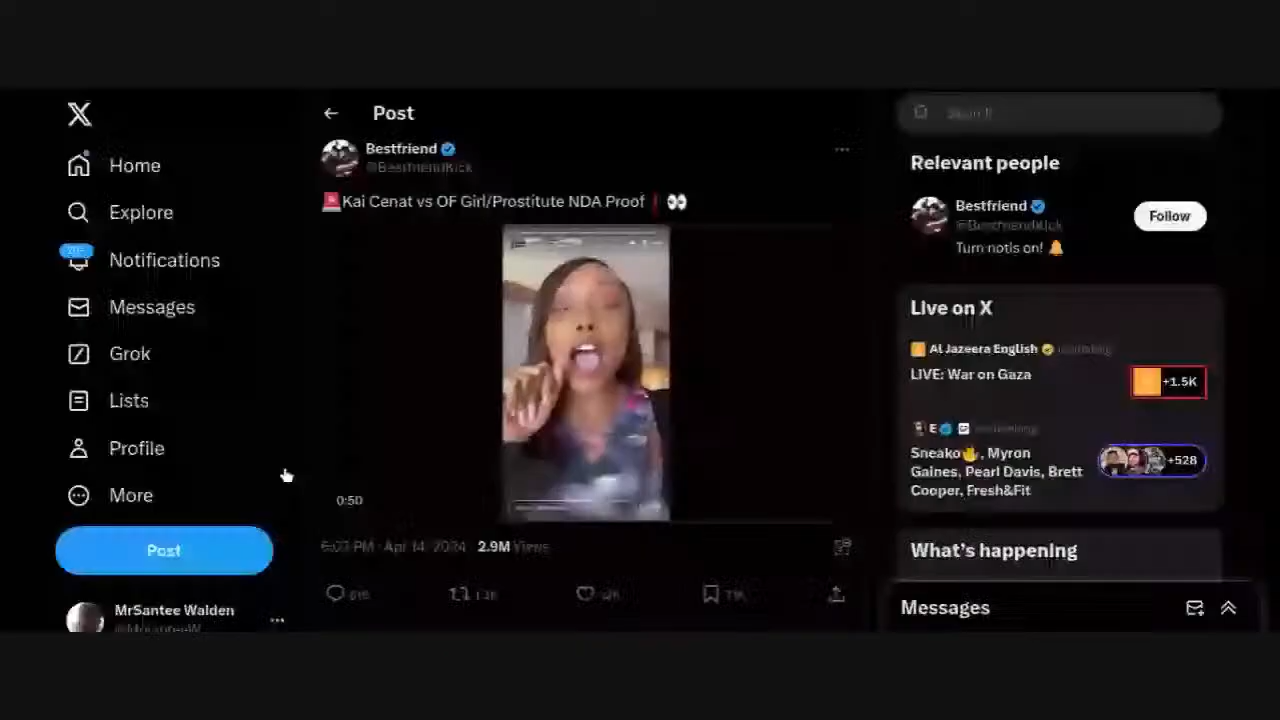 Post
Bestfriend
@BestfriendKick
Kai Cenat vs OF Girl/Prostitute NDA Proof
0:50
2.9M Views
Home
Explore
Notifications
Messages
Grok
Lists
Profile
More
Post
MrSantee Walden
Search
Relevant people
Bestfriend
@BestfriendKick
Follow
Turn notis on!
Live on X
Al Jazeera English
LIVE: War on Gaza
+1.5K
E
Sneako, Myron
Gaines, Pearl Davis, Brett
Cooper, Fresh&Fit
+528
What's happening
Messages